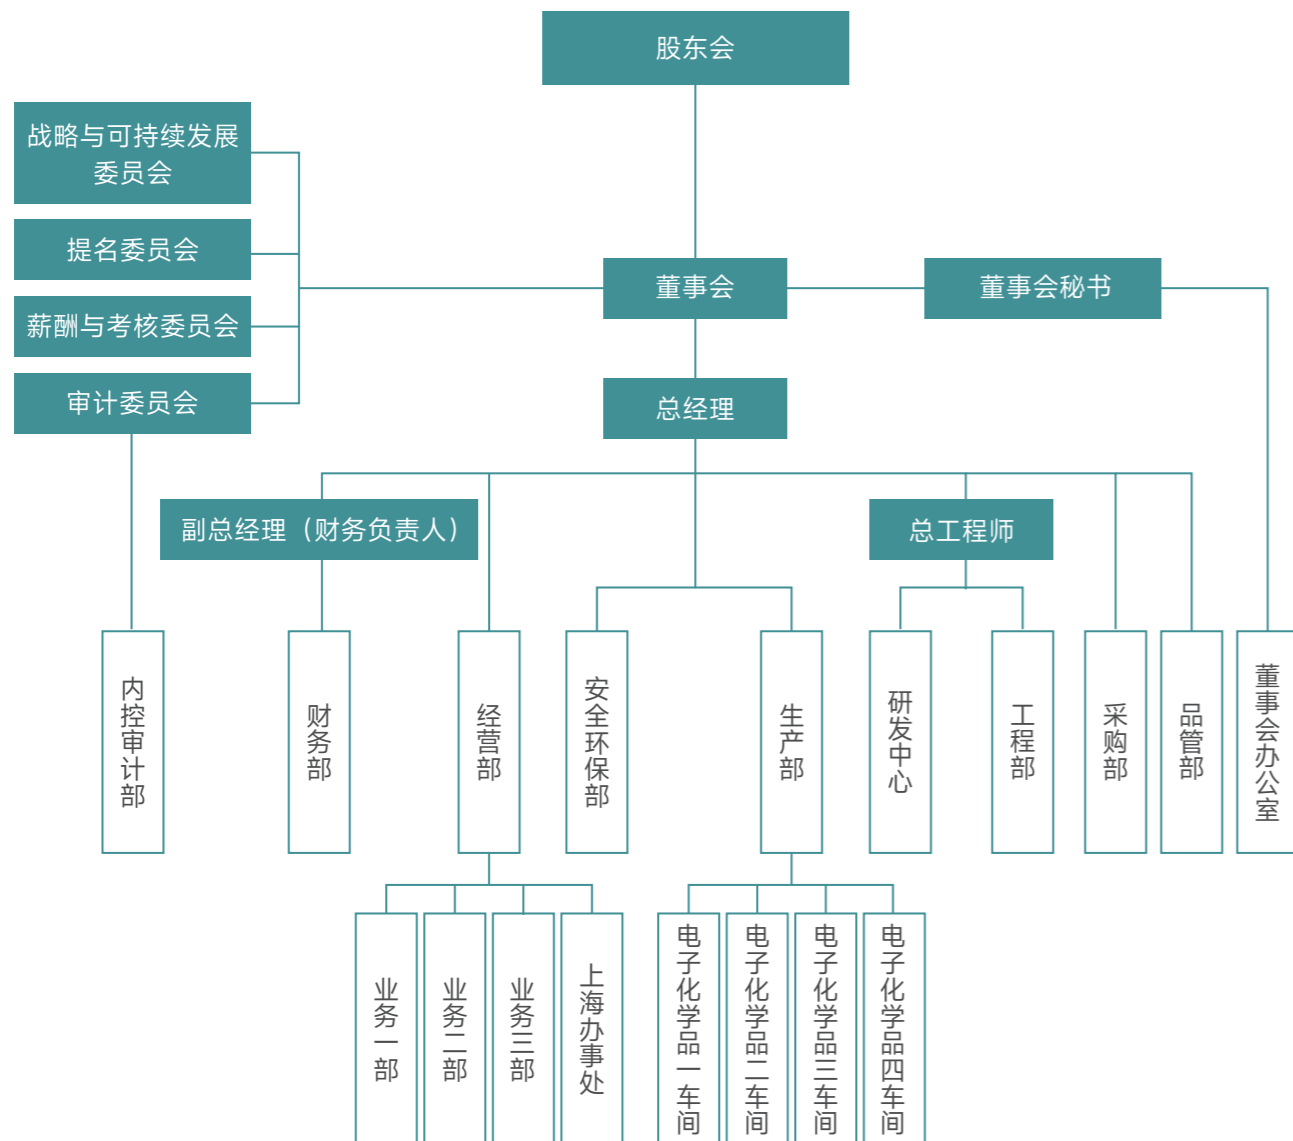 股东会
战略与可持续发展
委员会
提名委员会
董事会
董事会秘书
薪酬与考核委员会
审计委员会
总经理
副总经理（财务负责人）
总工程师
内控审计部
财务部
经营部
安全环保部
生产部
研发中心
工程部
采购部
品管部
董事会办公室
业务一部
业务二部
业务三部
上海办事处
电子化学品一车间
电子化学品二车间
电子化学品三车间
电子化学品四车间